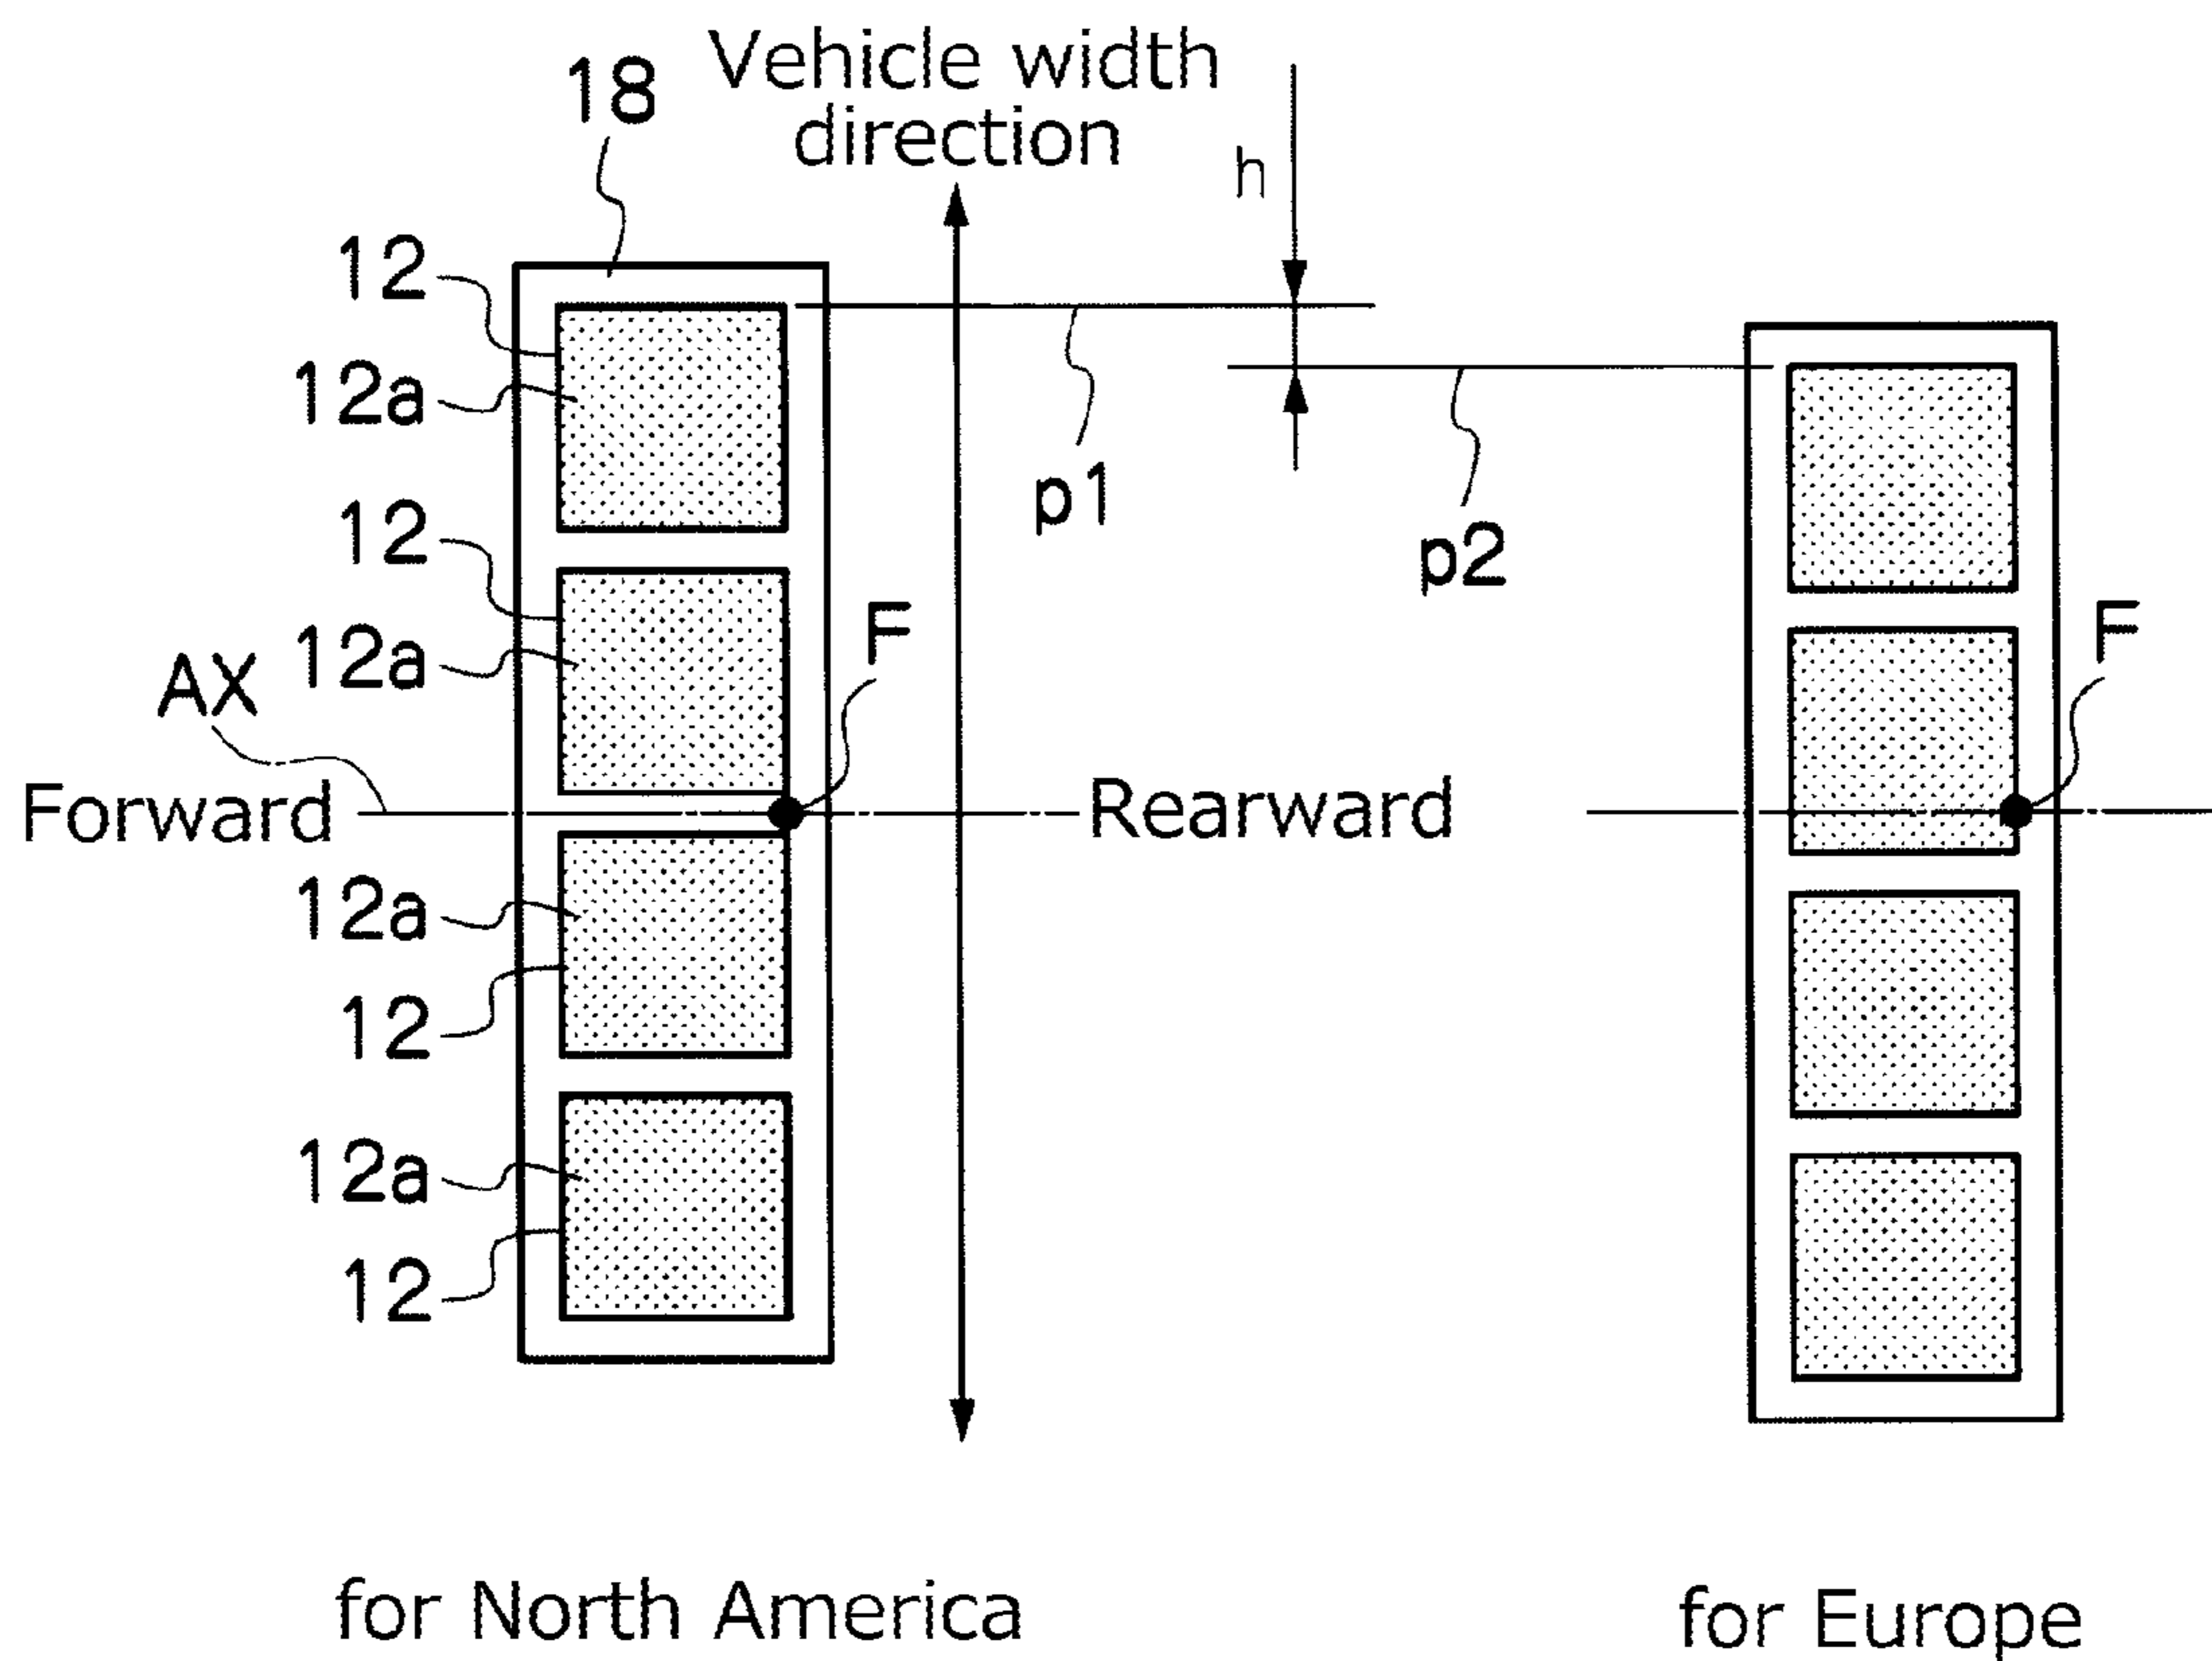 Vehicle width
direction
18
h
12
12a
p1
12
p2
12a
F
F
AX
Forward
Rearward
12a
12
12a
12
for North America
for Europe